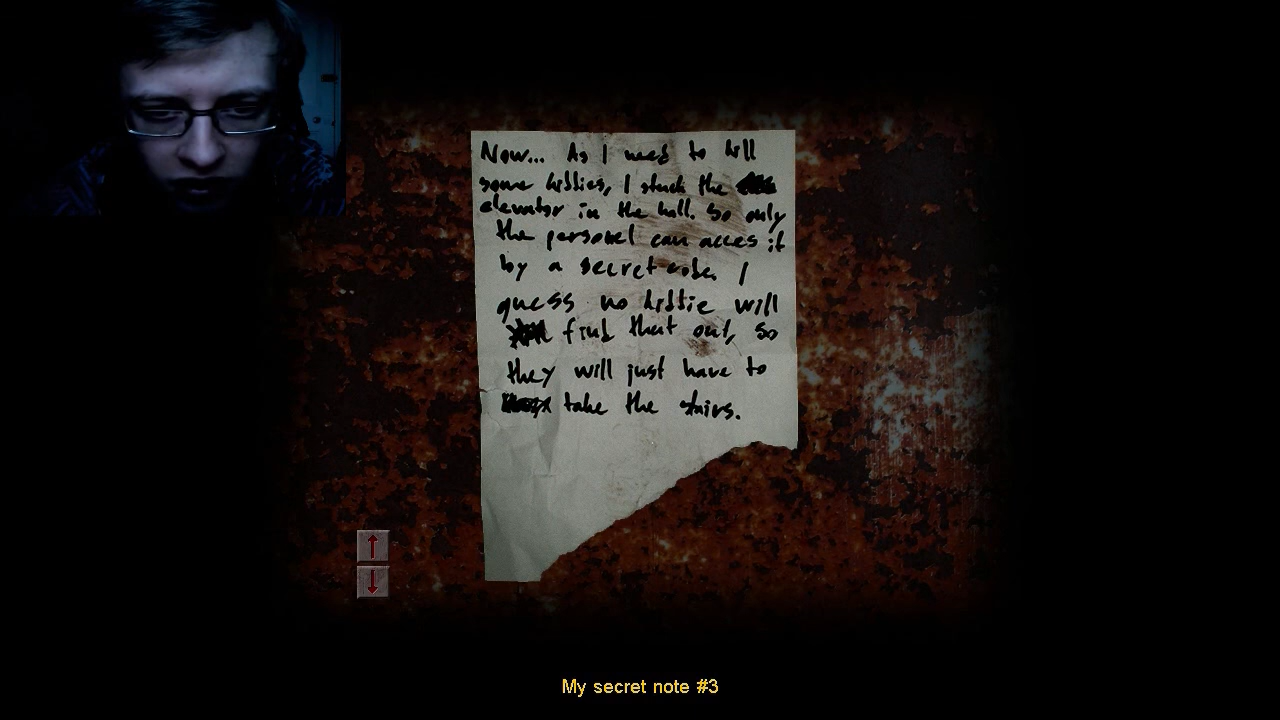 Now... As I need to kill
some kiddies, I stuck the
elevator in the hall. So only
the personel can acces it
by a secret code. I
guess no kiddie will
find that out, so
they will just have to
take the stairs.
My secret note #3